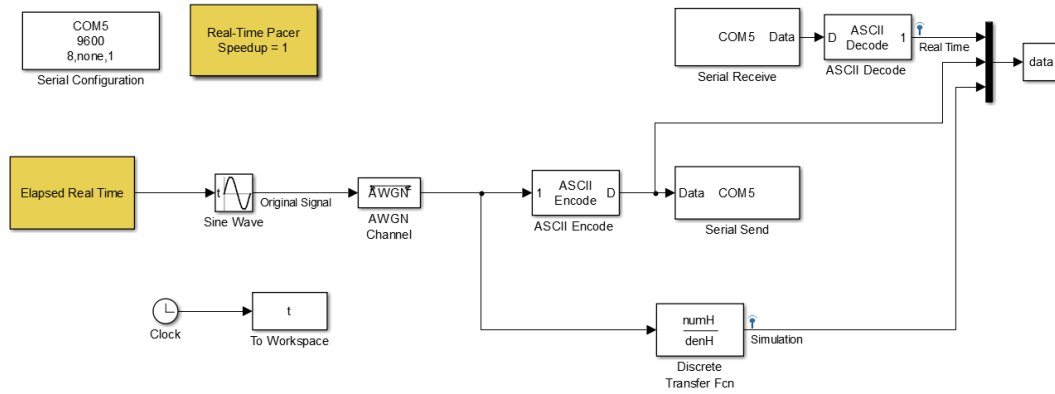 COM5
9600
8,none,1
Serial Configuration
Real-Time Pacer
Speedup = 1
COM5 Data
Serial Receive
D ASCII Decode 1
ASCII Decode
Real Time
data
Elapsed Real Time
t
Sine Wave
Original Signal
AWGN
AWGN
Channel
1 ASCII Encode D
ASCII Encode
Data COM5
Serial Send
Clock
t
To Workspace
numH
denH
Discrete
Transfer Fcn
Simulation